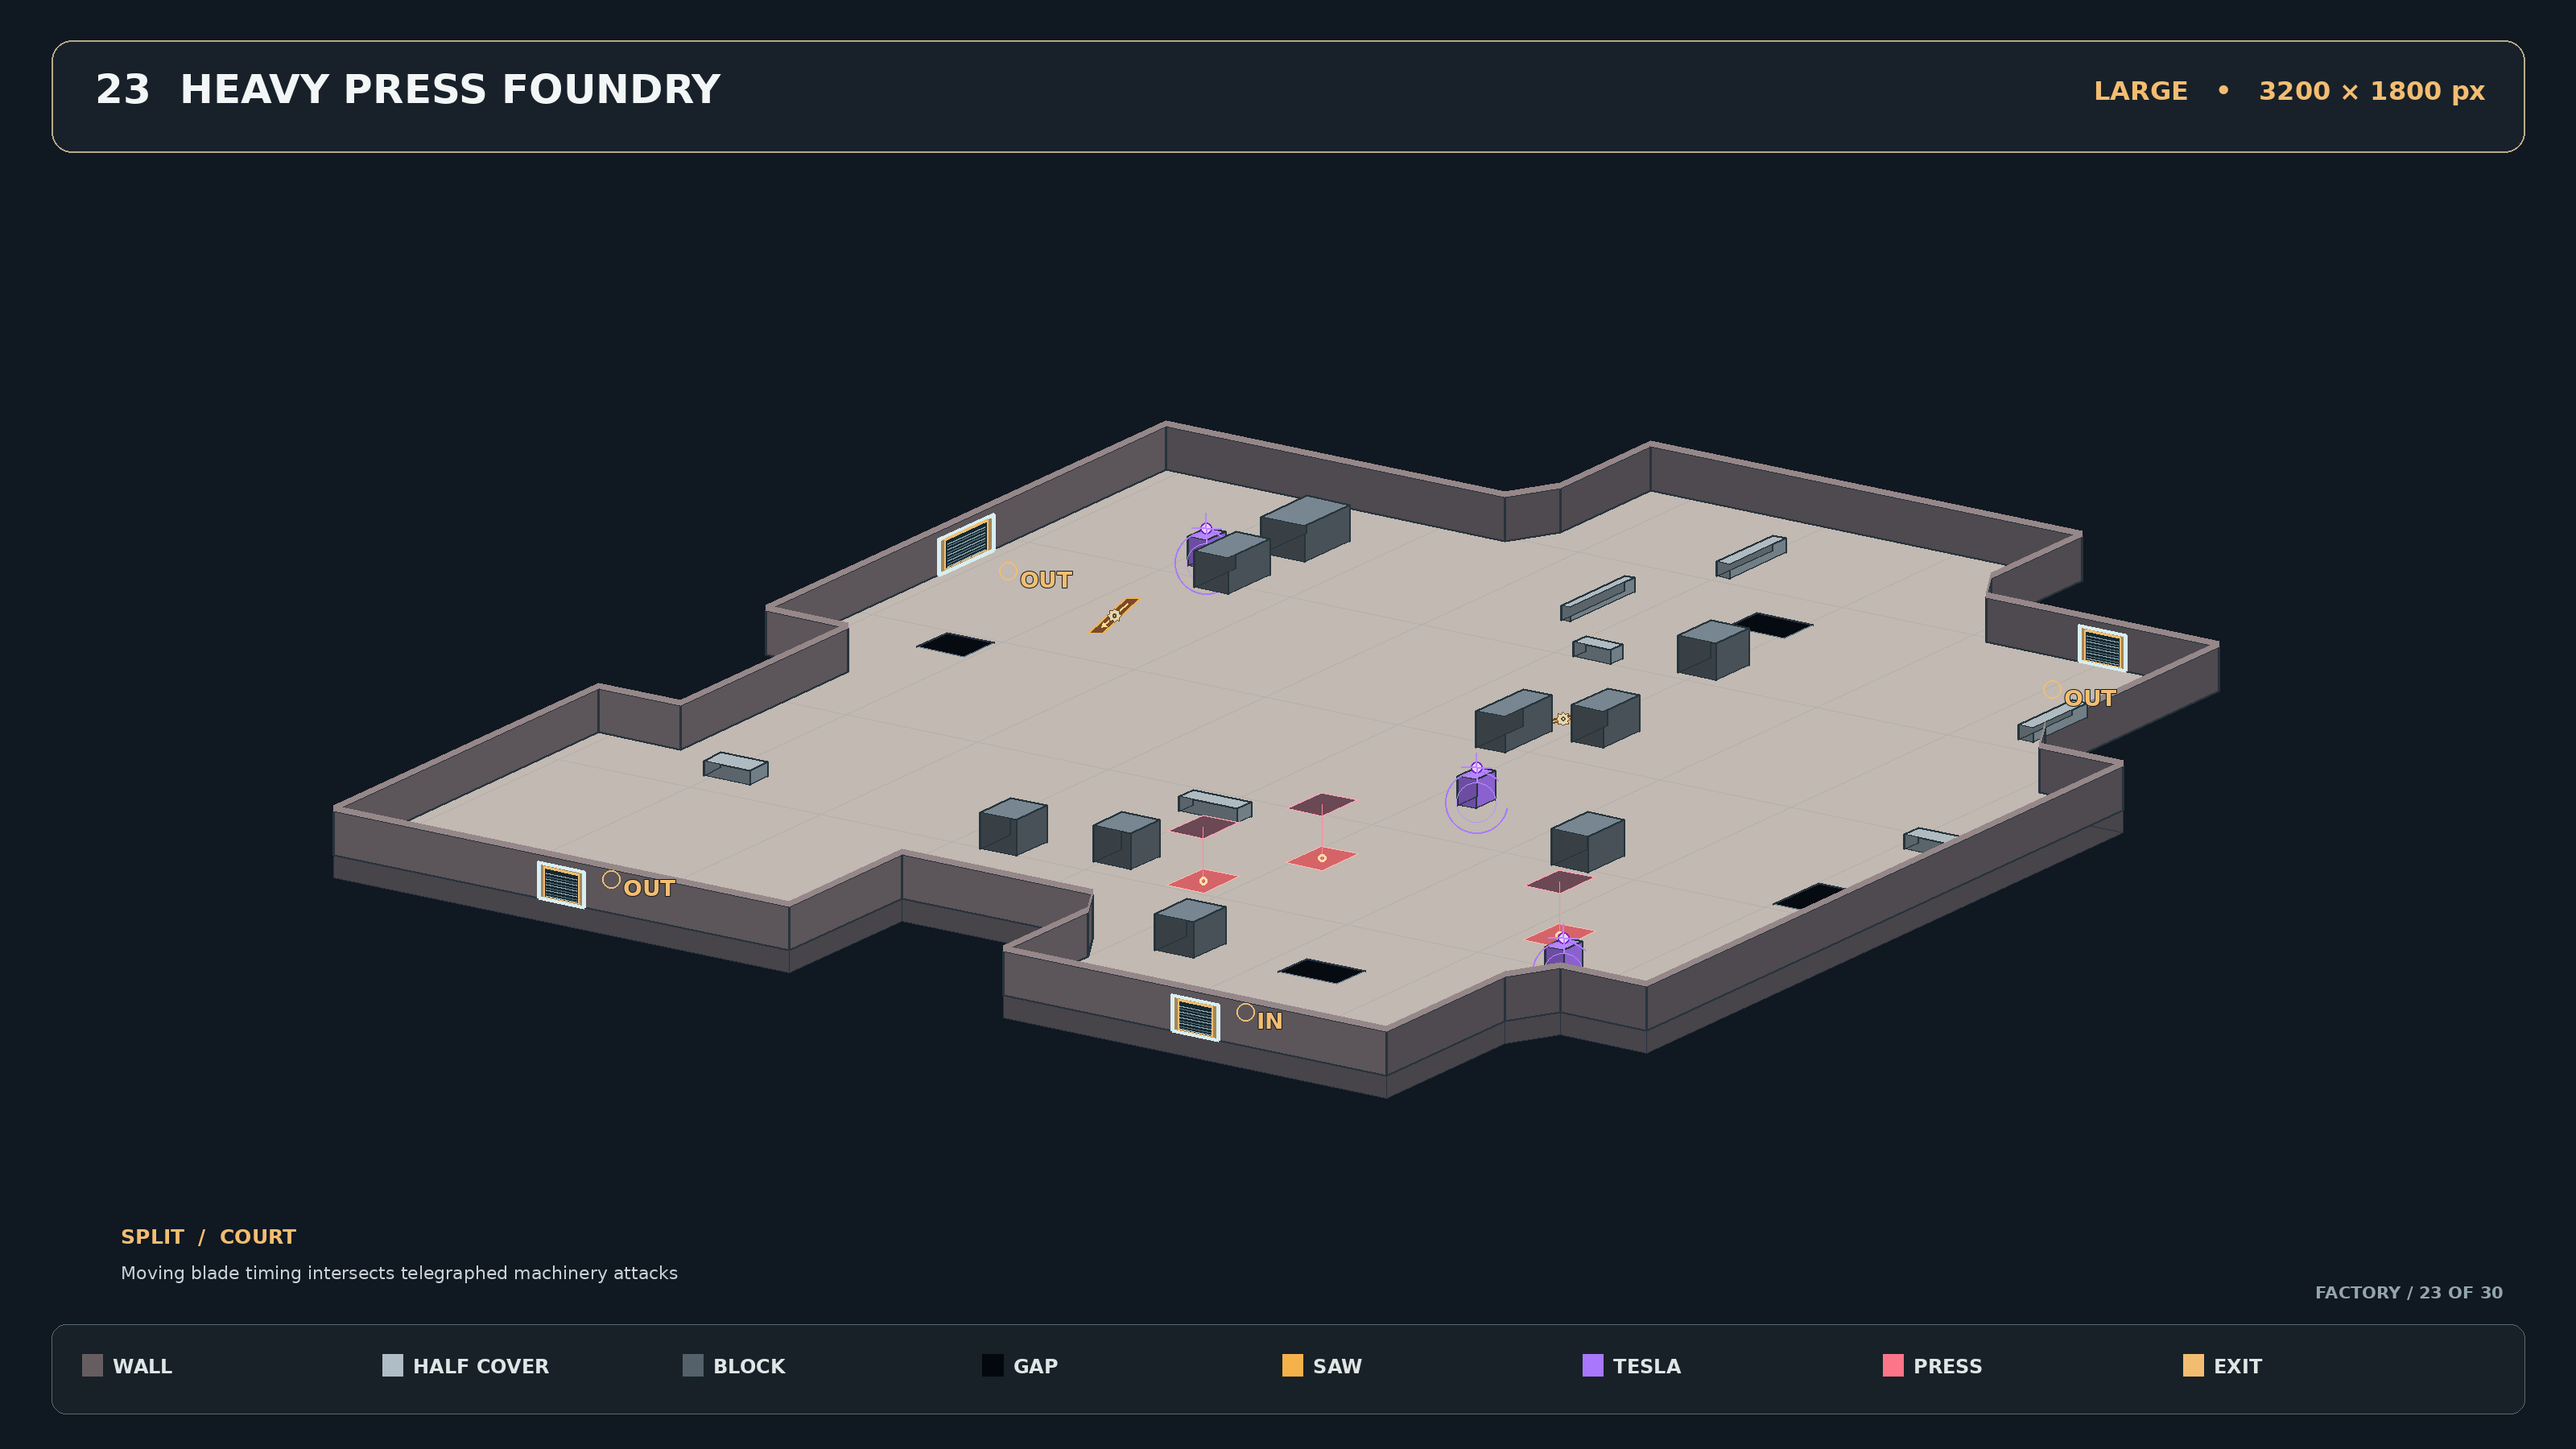 23 HEAVY PRESS FOUNDRY
LARGE • 3200 × 1800 px
OUT
OUT
OUT
IN
SPLIT / COURT
Moving blade timing intersects telegraphed machinery attacks
FACTORY / 23 OF 30
WALL
HALF COVER
BLOCK
GAP
SAW
TESLA
PRESS
EXIT